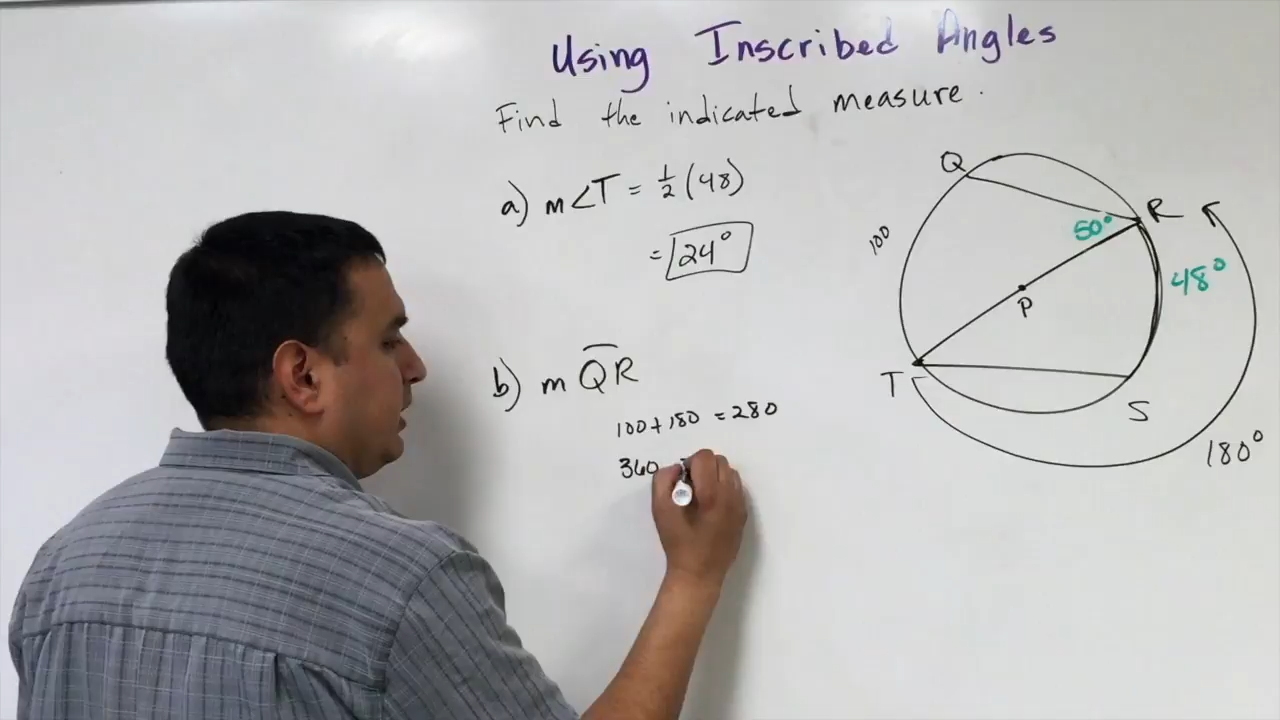 Using Inscribed Angles
Find the indicated measure.
a) m∠T = 1/2 (48)
= 24°
b) m QR
100 + 180 = 280
360
Q
R
50°
100
48°
P
T
S
180°